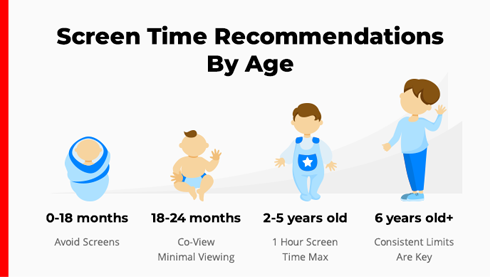 Screen Time Recommendations
By Age
0-18 months
Avoid Screens
18-24 months
Co-View
Minimal Viewing
2-5 years old
1 Hour Screen
Time Max
6 years old+
Consistent Limits
Are Key